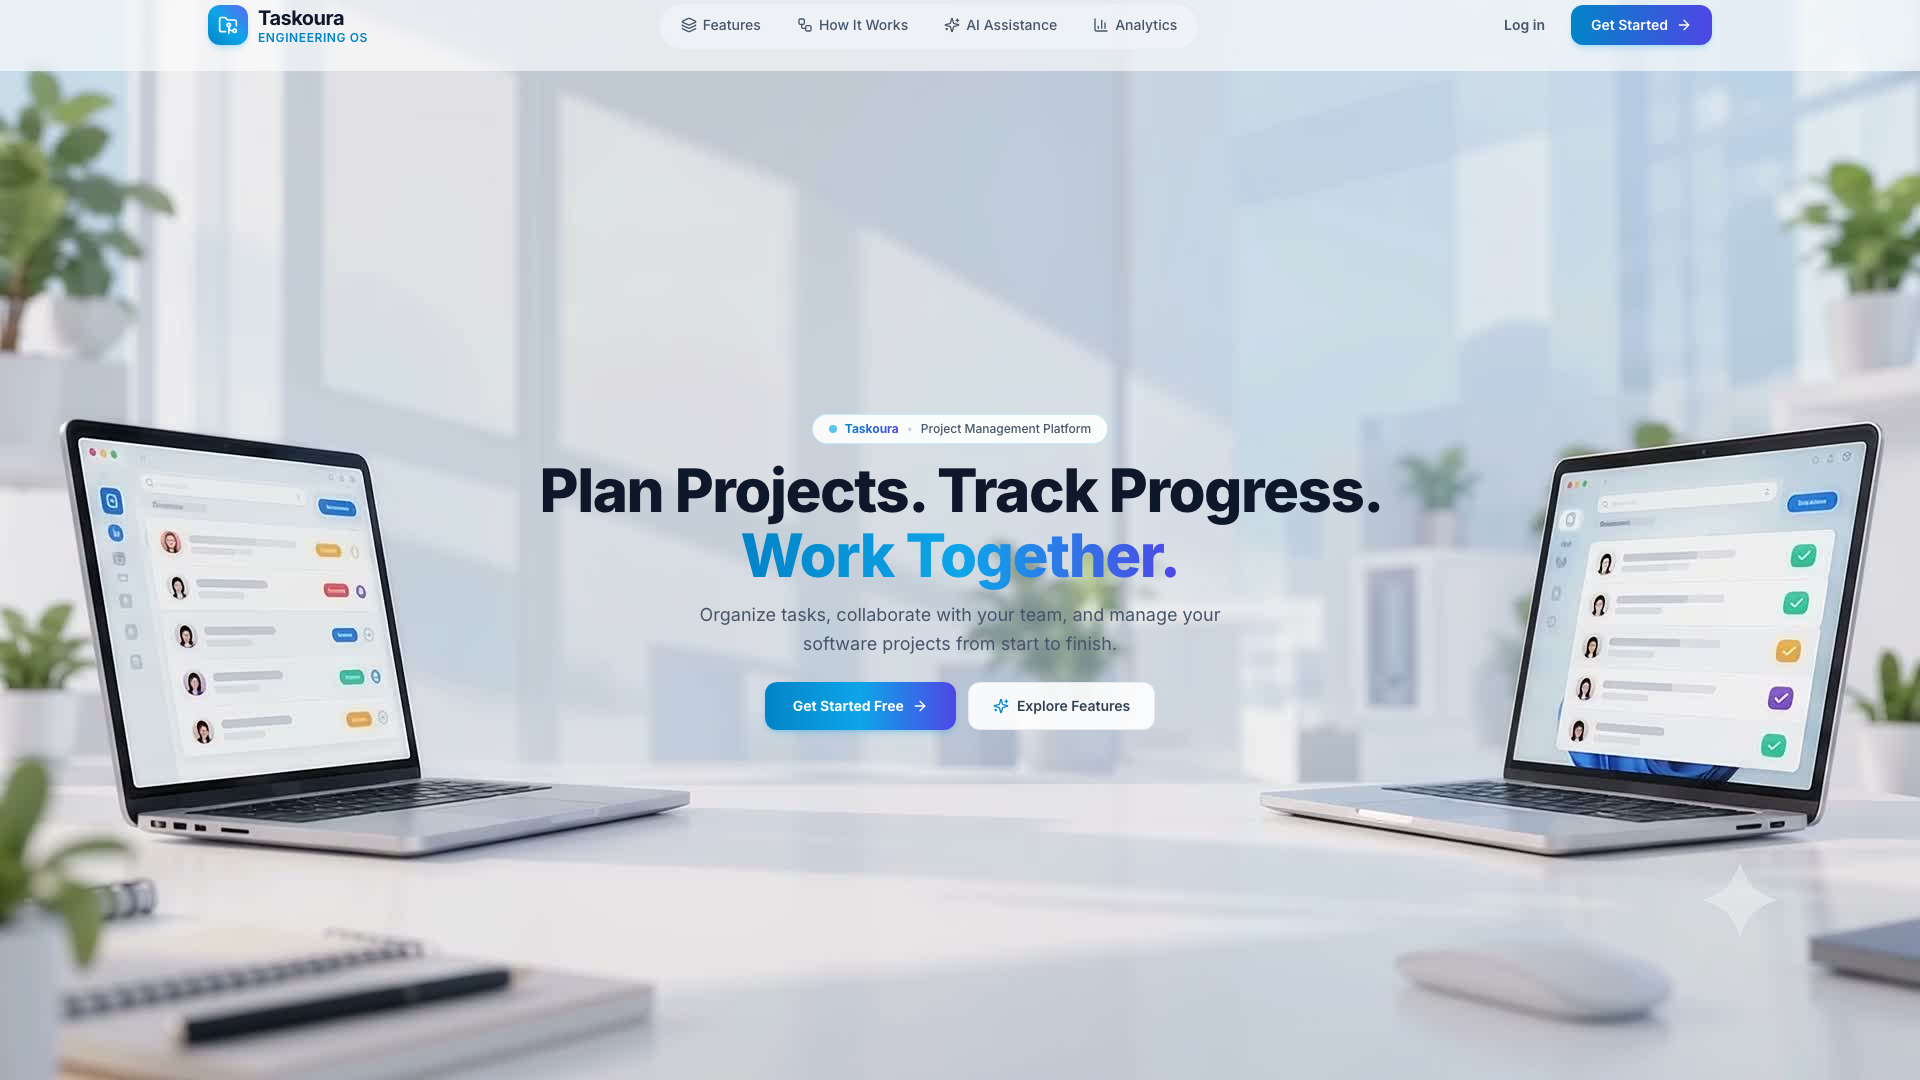 Taskoura
ENGINEERING OS
Features
How It Works
AI Assistance
Analytics
Log in
Get Started
Taskoura
Project Management Platform
Plan Projects. Track Progress.
Work Together.
Organize tasks, collaborate with your team, and manage your
software projects from start to finish.
Get Started Free
Explore Features